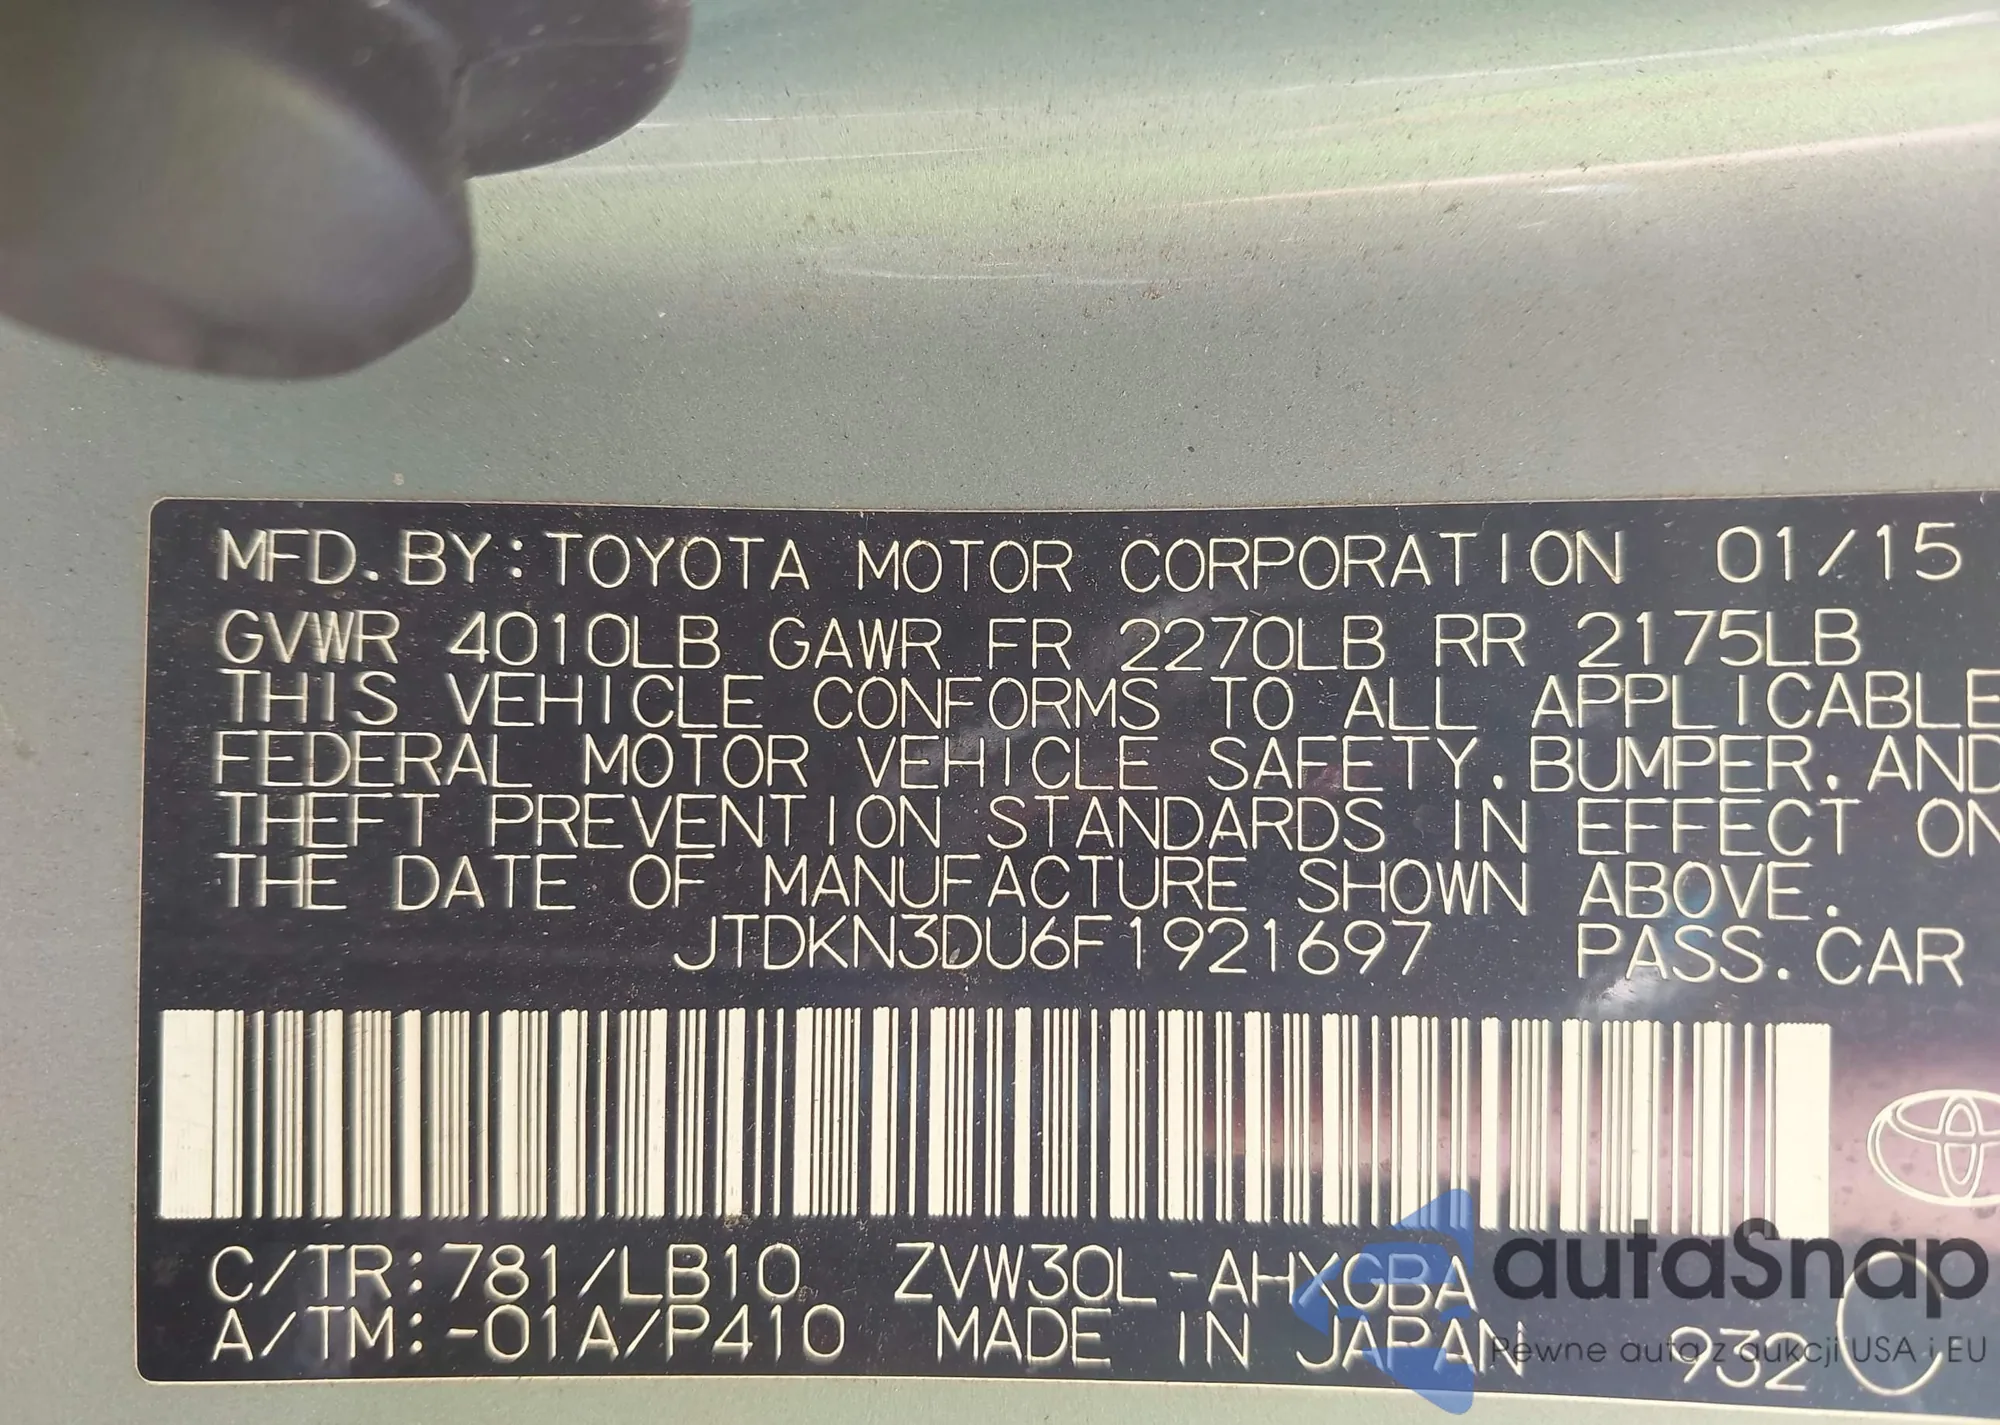 MFD.BY:TOYOTA MOTOR CORPORATION 01/15
GVWR 4010LB GAWR FR 2270LB RR 2175LB
THIS VEHICLE CONFORMS TO ALL APPLICABLE
FEDERAL MOTOR VEHICLE SAFETY.BUMPER.AND
THEFT PREVENTION STANDARDS IN EFFECT ON
THE DATE OF MANUFACTURE SHOWN ABOVE.
JTDKN3DU6F1921697 PASS.CAR
C/TR:781/LB10 ZVW30L-AHXGBA
A/TM:-01A/P410 MADE IN JAPAN 932
autaSnap
Pewne auta z aukcji USA i EU